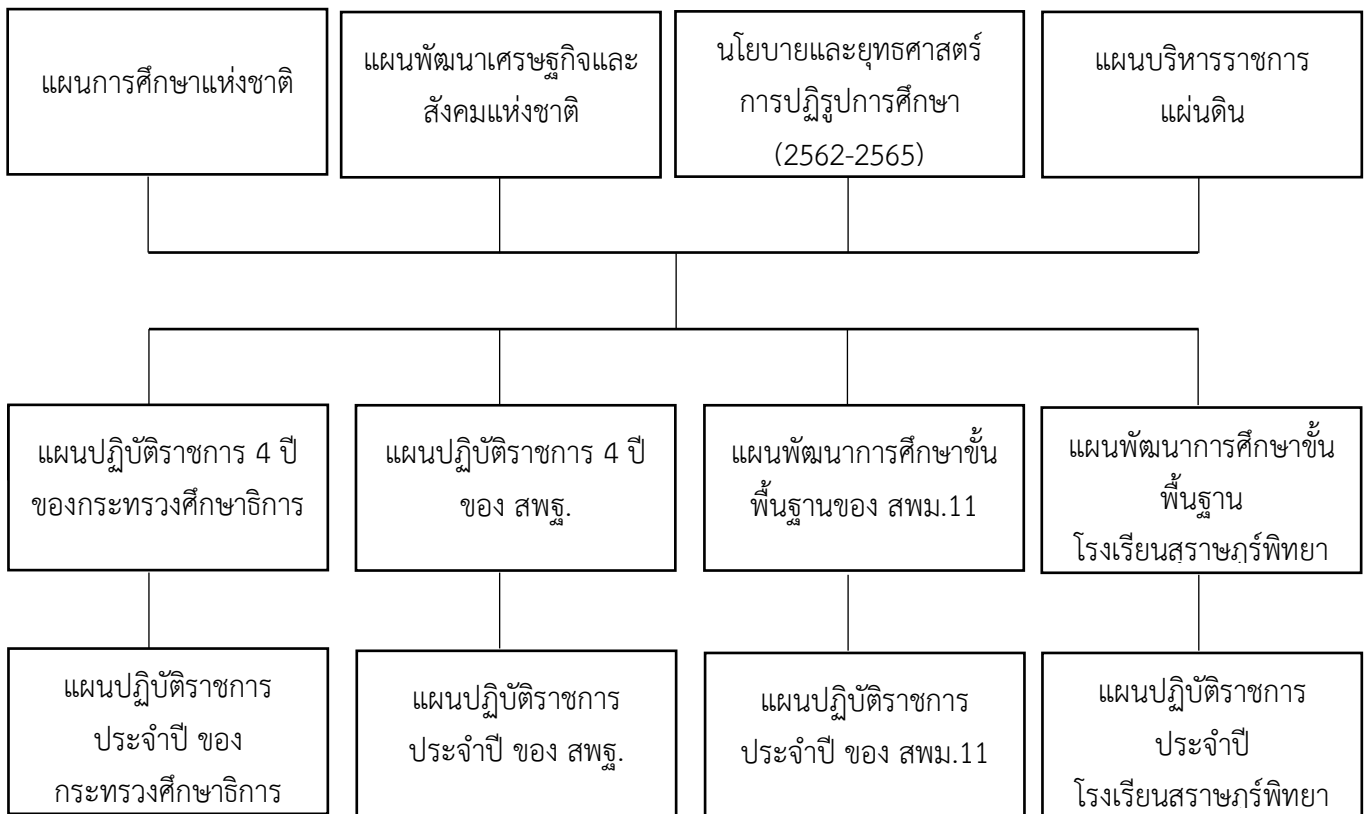 แผนการศึกษาแห่งชาติ
แผนพัฒนาเศรษฐกิจและ
สังคมแห่งชาติ
นโยบายและยุทธศาสตร์
การปฏิรูปการศึกษา
(2562-2565)
แผนบริหารราชการ
แผ่นดิน
แผนปฏิบัติราชการ 4 ปี
ของกระทรวงศึกษาธิการ
แผนปฏิบัติราชการ 4 ปี
ของ สพฐ.
แผนพัฒนาการศึกษาขั้น
พื้นฐานของ สพม.11
แผนพัฒนาการศึกษาขั้น
พื้นฐาน
โรงเรียนสุราษฎร์พิทยา
แผนปฏิบัติราชการ
ประจำปี ของ
กระทรวงศึกษาธิการ
แผนปฏิบัติราชการ
ประจำปี ของ สพฐ.
แผนปฏิบัติราชการ
ประจำปี ของ สพม.11
แผนปฏิบัติราชการ
ประจำปี
โรงเรียนสุราษฎร์พิทยา